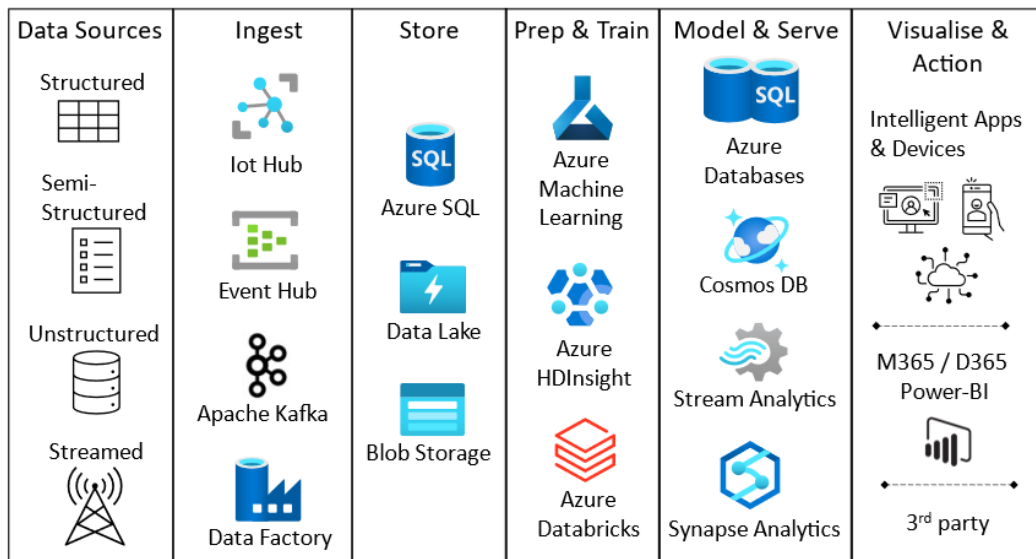 Data Sources
Structured
Semi-
Structured
Unstructured
Streamed
Ingest
Iot Hub
Event Hub
Apache Kafka
Data Factory
Store
SQL
Azure SQL
Data Lake
Blob Storage
Prep & Train
Azure
Machine
Learning
Azure
HDInsight
Azure
Databricks
Model & Serve
SQL
Azure
Databases
Cosmos DB
Stream Analytics
Synapse Analytics
Visualise &
Action
Intelligent Apps
& Devices
M365 / D365
Power-BI
3rd party